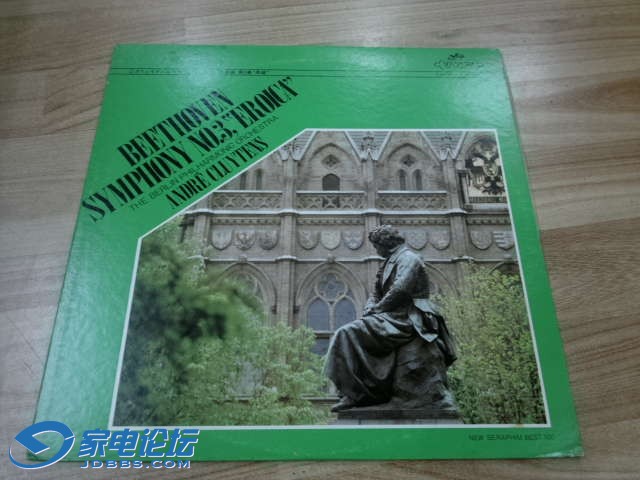 BEETHOVEN
SYMPHONY NO.3,"EROICA"
THE BERLIN PHILHARMONIC ORCHESTRA
ANDRÉ CLUYTENS
NEW SERAPHIM BEST 100
家电论坛
JDBBS.COM